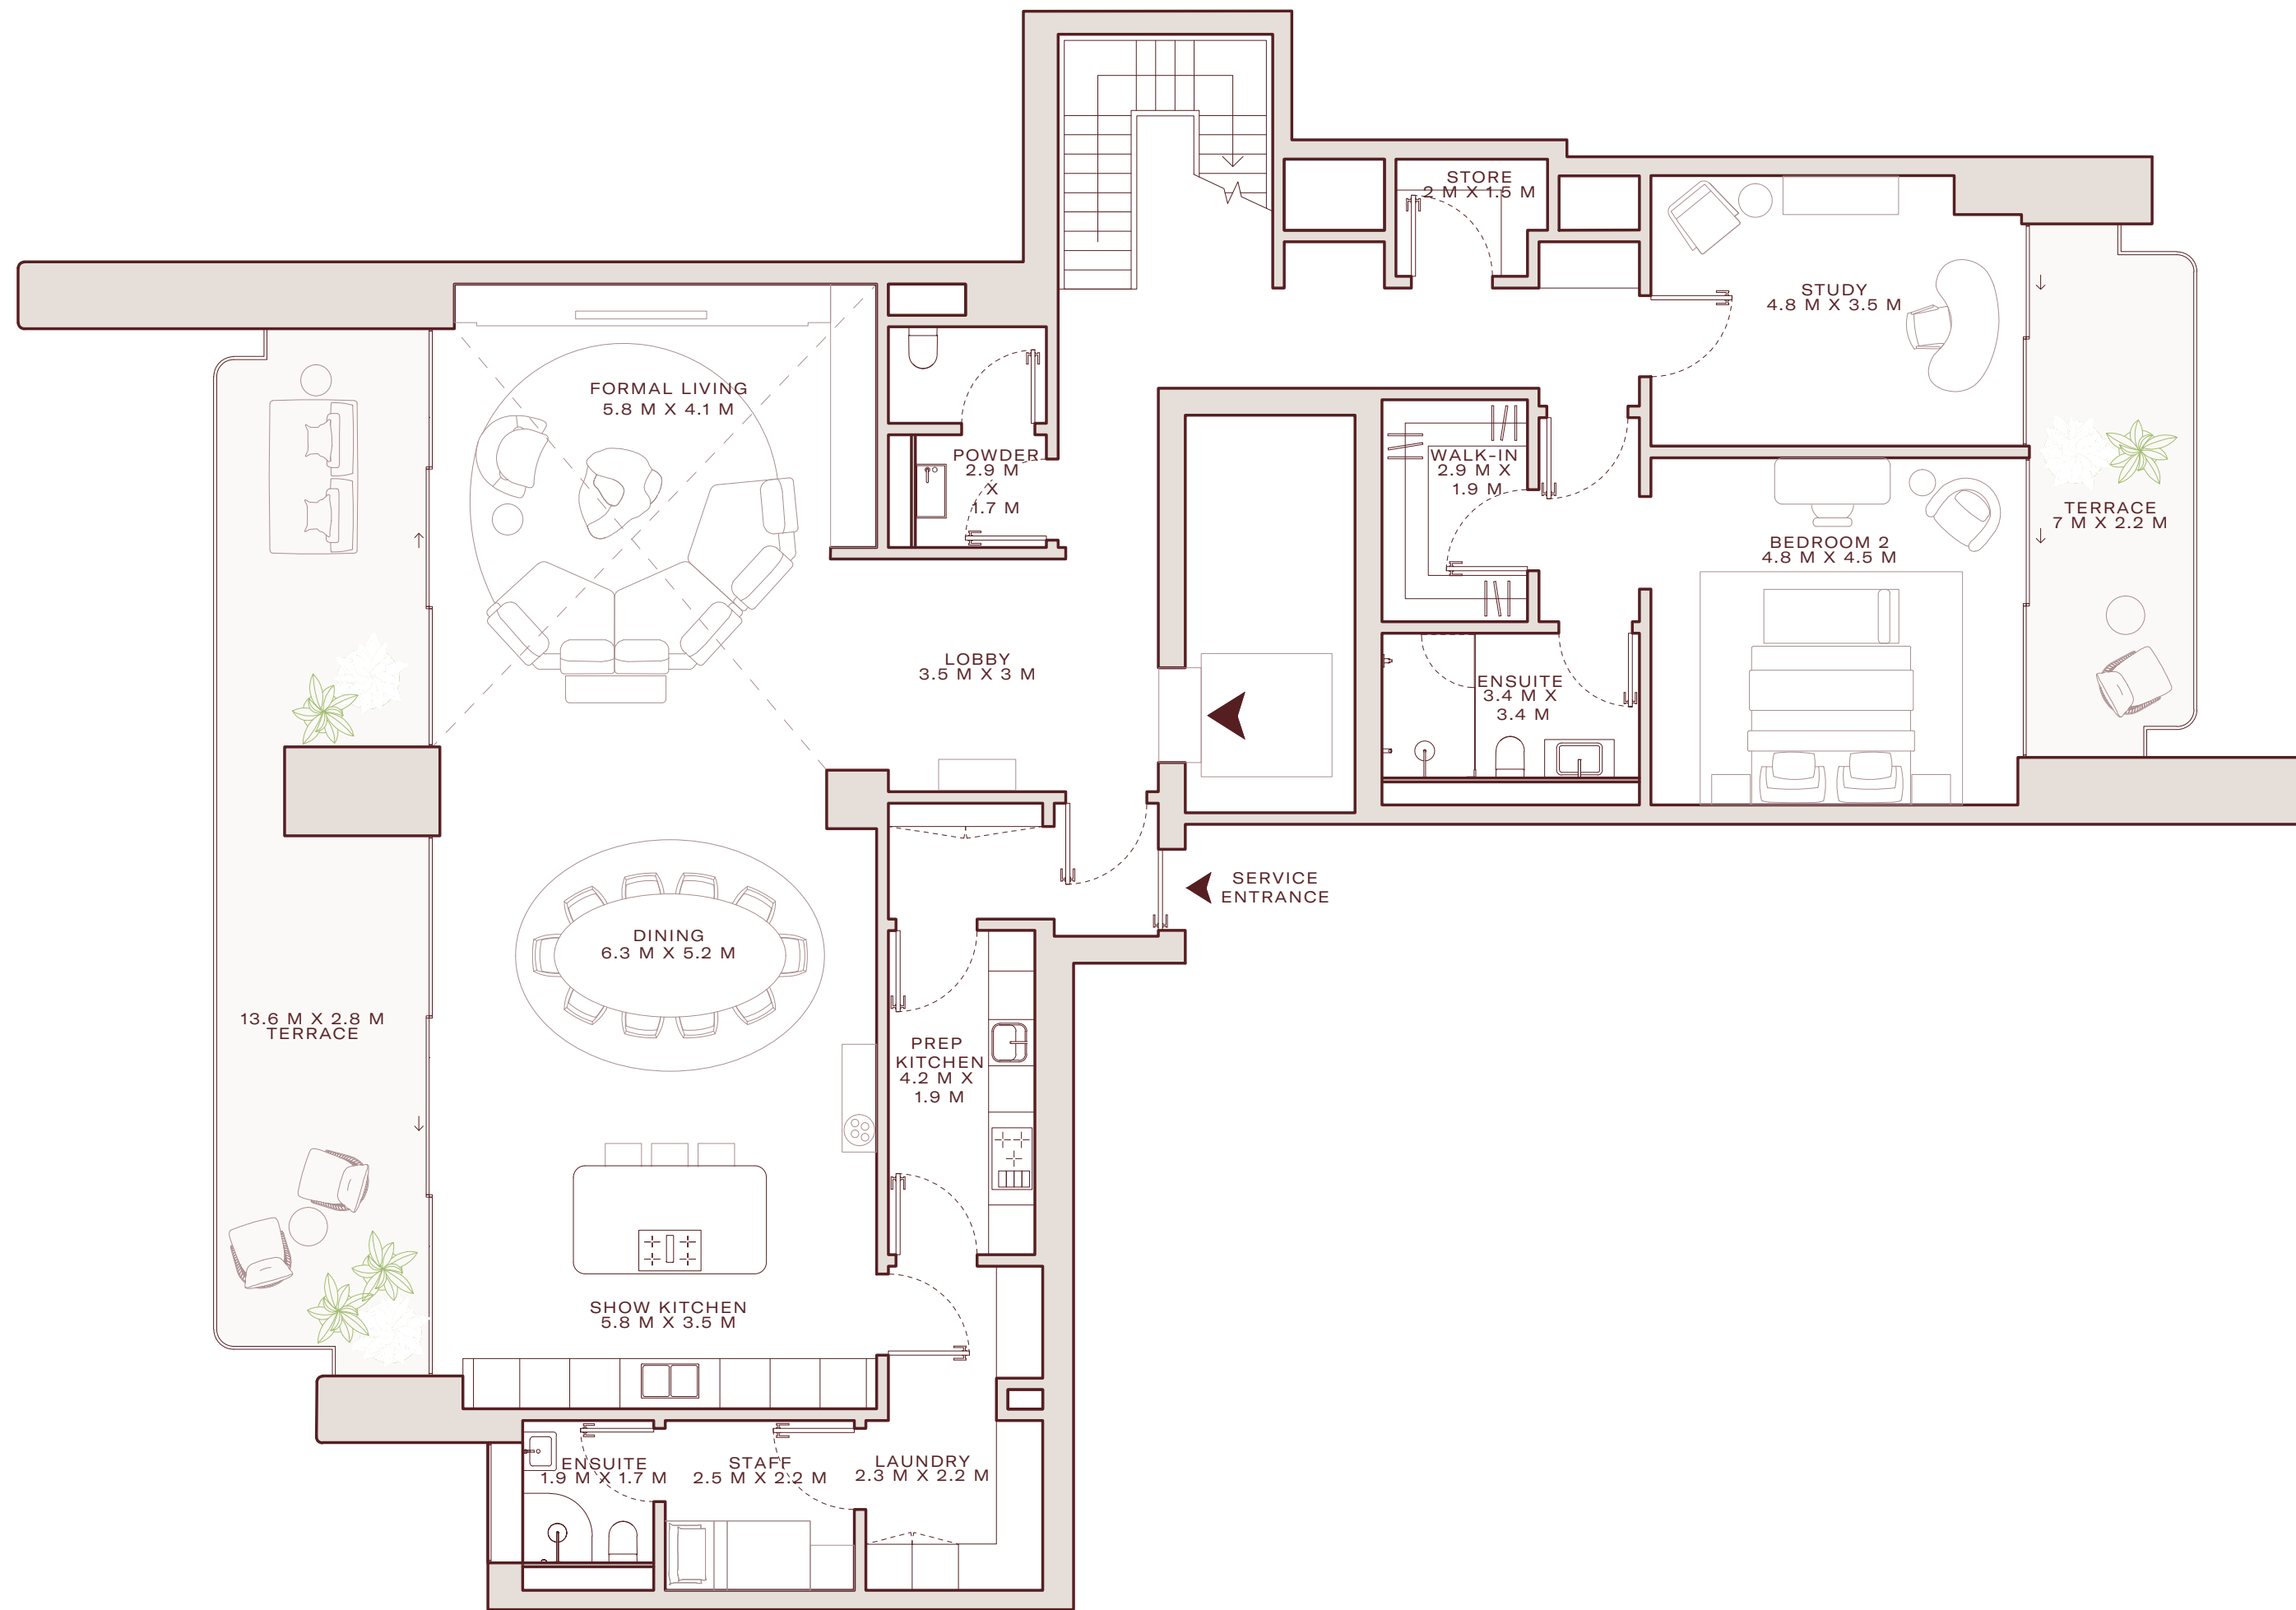 STORE
2 M X 1.5 M
STUDY
4.8 M X 3.5 M
FORMAL LIVING
5.8 M X 4.1 M
POWDER
2.9 M
X
1.7 M
WALK-IN
2.9 M X
1.9 M
TERRACE
7 M X 2.2 M
BEDROOM 2
4.8 M X 4.5 M
LOBBY
3.5 M X 3 M
ENSUITE
3.4 M X
3.4 M
SERVICE
ENTRANCE
DINING
6.3 M X 5.2 M
13.6 M X 2.8 M
TERRACE
PREP
KITCHEN
4.2 M X
1.9 M
SHOW KITCHEN
5.8 M X 3.5 M
ENSUITE
1.9 M X 1.7 M
STAFF
2.5 M X 2.2 M
LAUNDRY
2.3 M X 2.2 M